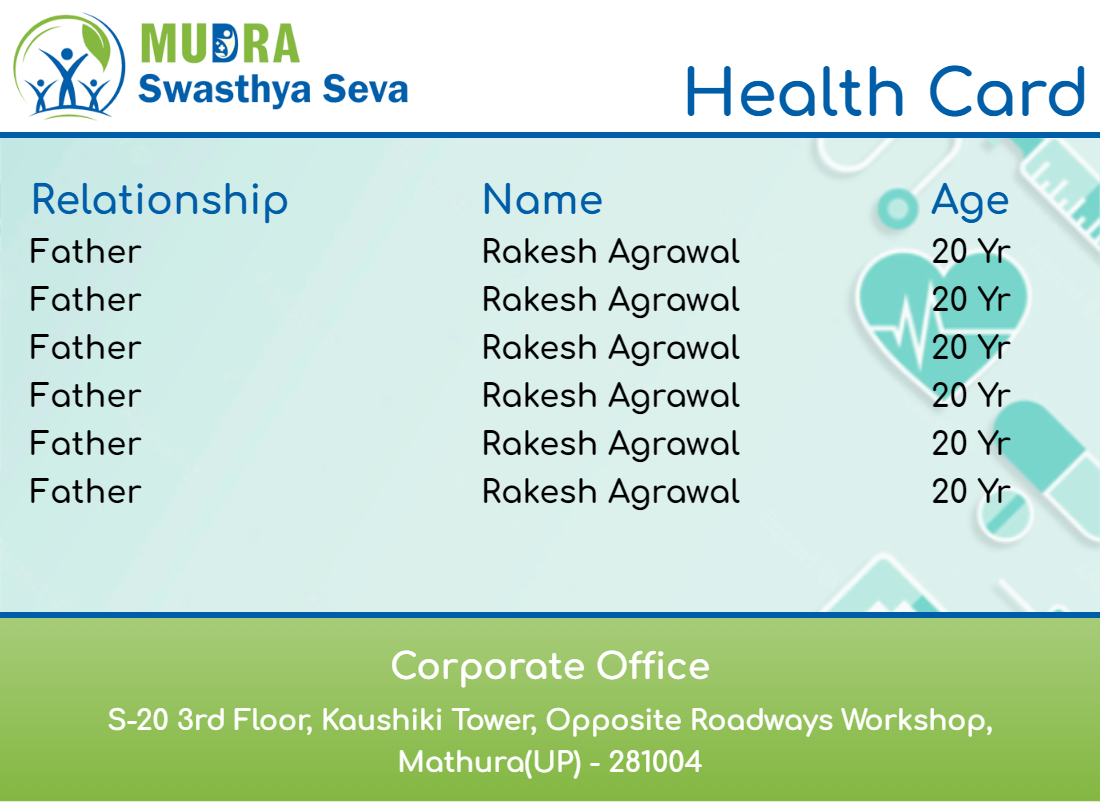 MUDRA
Swasthya Seva
Health Card
Relationship Name Age
Father Rakesh Agrawal 20 Yr
Father Rakesh Agrawal 20 Yr
Father Rakesh Agrawal 20 Yr
Father Rakesh Agrawal 20 Yr
Father Rakesh Agrawal 20 Yr
Father Rakesh Agrawal 20 Yr
Corporate Office
S-20 3rd Floor, Kaushiki Tower, Opposite Roadways Workshop,
Mathura(UP) - 281004